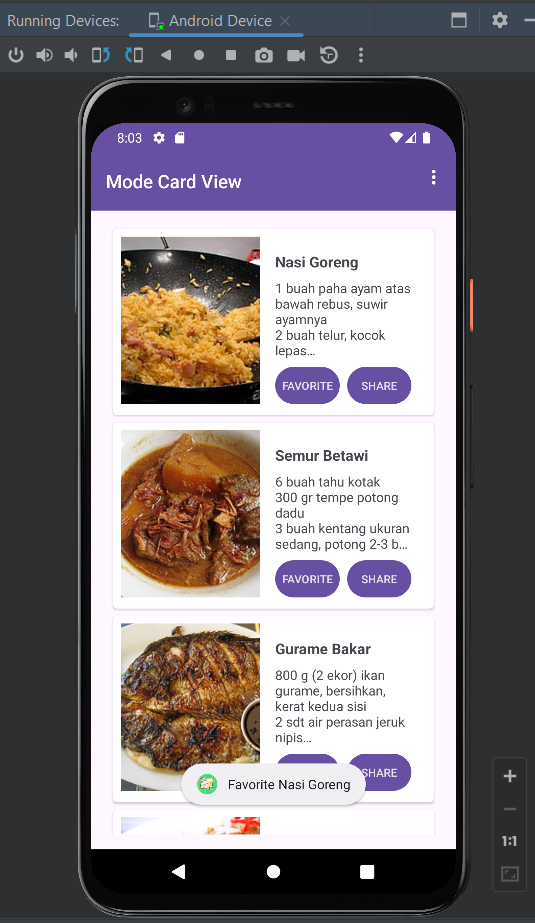 Running Devices:
Android Device
8:03
Mode Card View
Nasi Goreng
1 buah paha ayam atas
bawah rebus, suwir
ayamnya
2 buah telur, kocok
lepas...
FAVORITE
SHARE
Semur Betawi
6 buah tahu kotak
300 gr tempe potong
dadu
3 buah kentang ukuran
sedang, potong 2-3 b...
FAVORITE
SHARE
Gurame Bakar
800 g (2 ekor) ikan
gurame, bersihkan,
kerat kedua sisi
2 sdt air perasan jeruk
nipis...
SHARE
Favorite Nasi Goreng
1:1